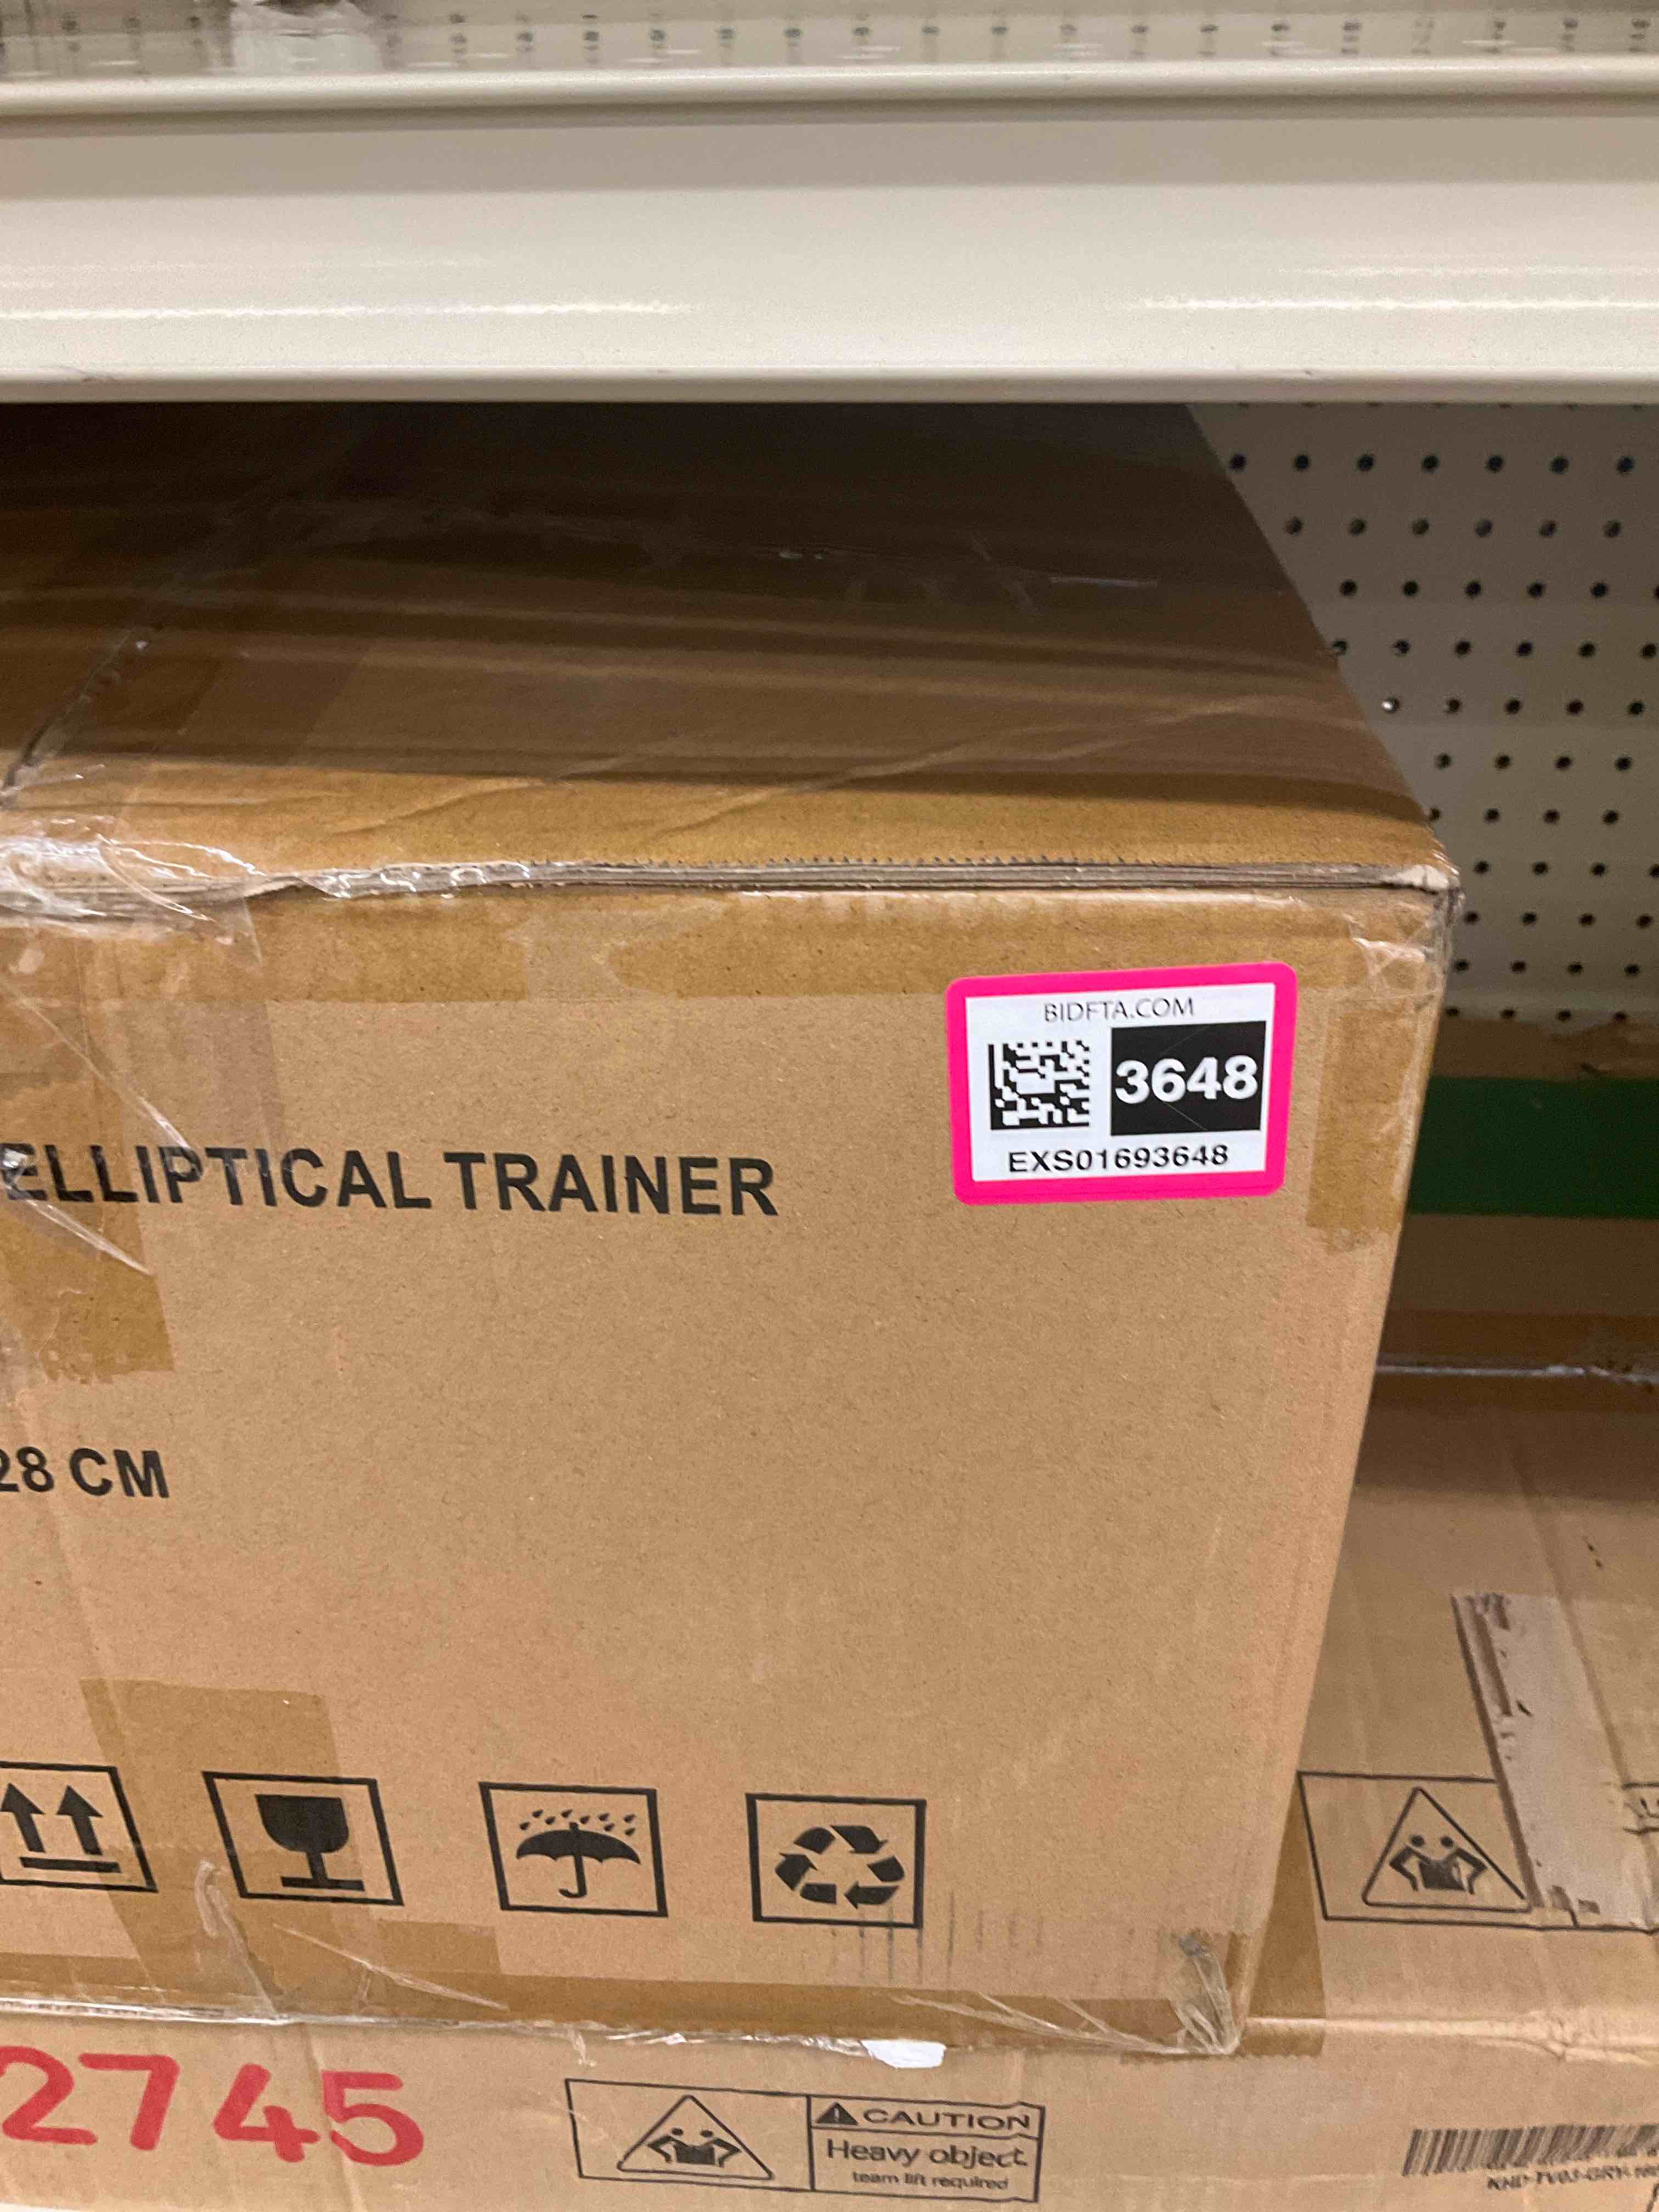 BIDFTA.COM
3648
EXS01693648
ELLIPTICAL TRAINER
28 CM
2745
CAUTION
Heavy object
team lift required